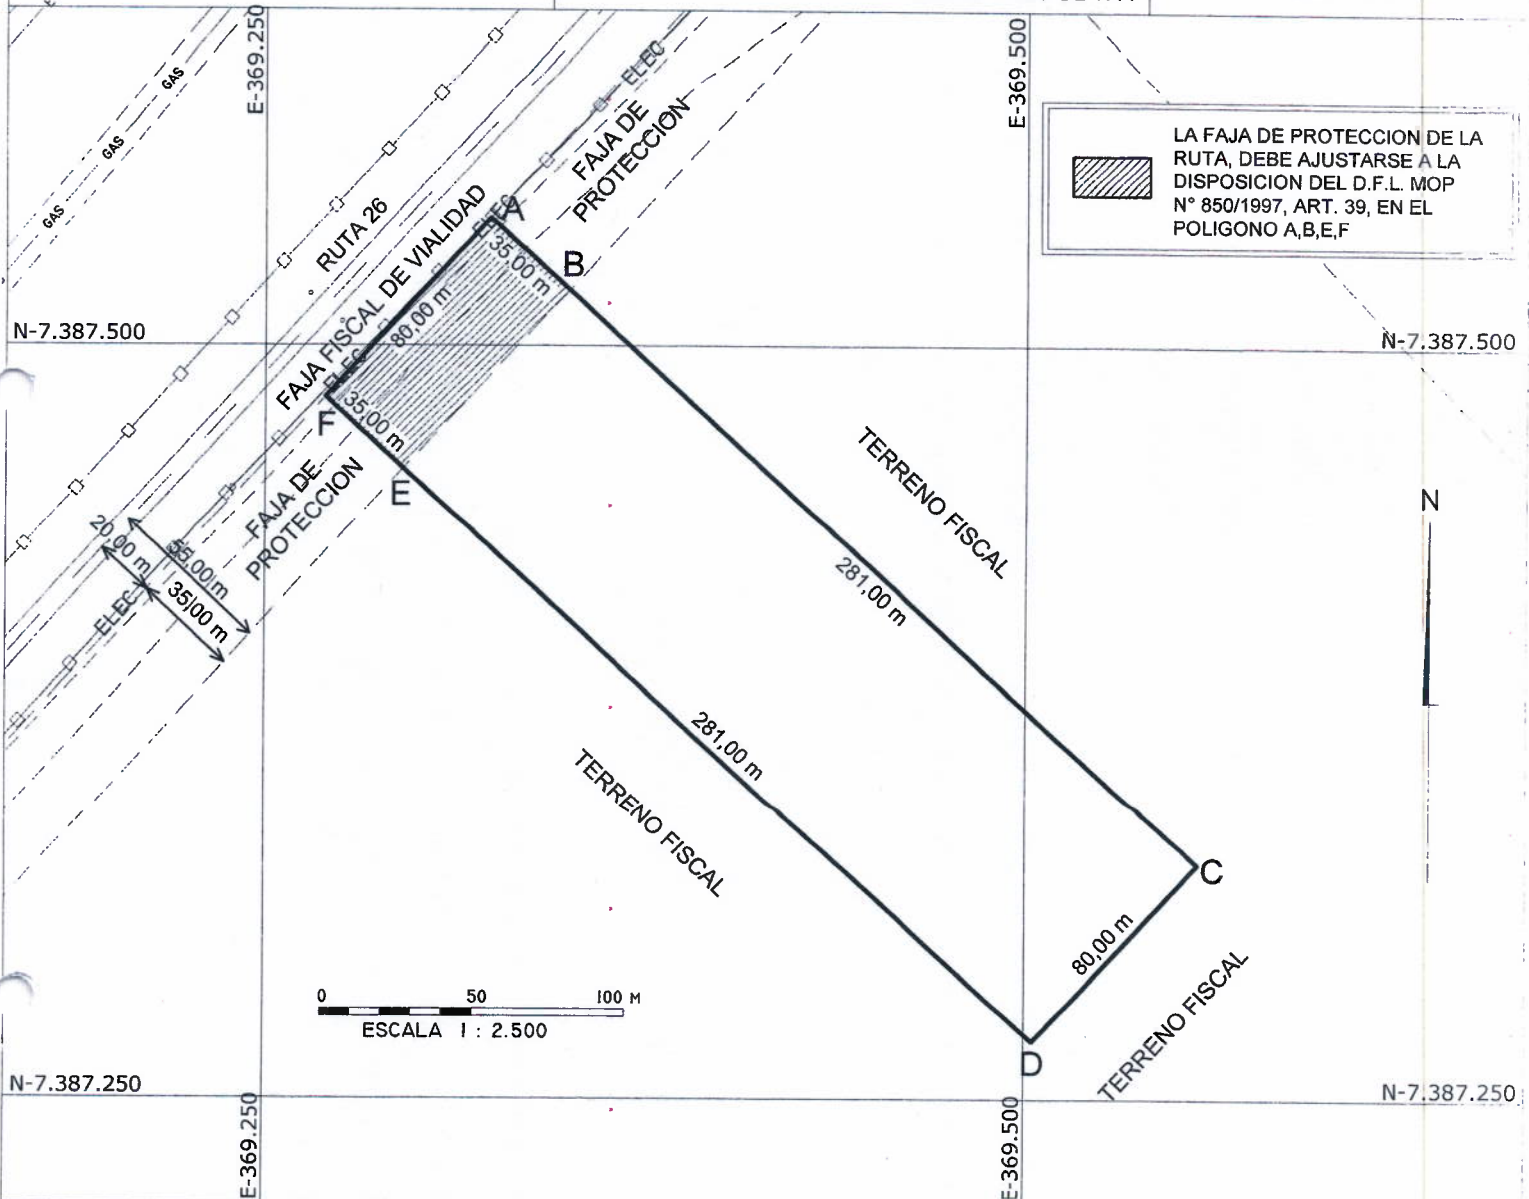 E-369.250
E-369.500
GAS
GAS
GAS
ELEC
FAJA DE
PROTECCION
LA FAJA DE PROTECCION DE LA
RUTA, DEBE AJUSTARSE A LA
DISPOSICION DEL D.F.L. MOP
N° 850/1997, ART. 39, EN EL
POLIGONO A,B,E,F
RUTA 26
FAJA FISCAL DE VIALIDAD
ELEC
A
35,00 m
B
80,00 m
N-7.387.500
N-7.387.500
ELEC
F
35,00 m
E
FAJA DE
PROTECCION
20,00 m
55,00 m
35,00 m
ELEC
TERRENO FISCAL
281,00 m
N
281,00 m
TERRENO FISCAL
C
80,00 m
TERRENO FISCAL
D
0 50 100 M
ESCALA 1 : 2.500
N-7.387.250
N-7.387.250
E-369.250
E-369.500